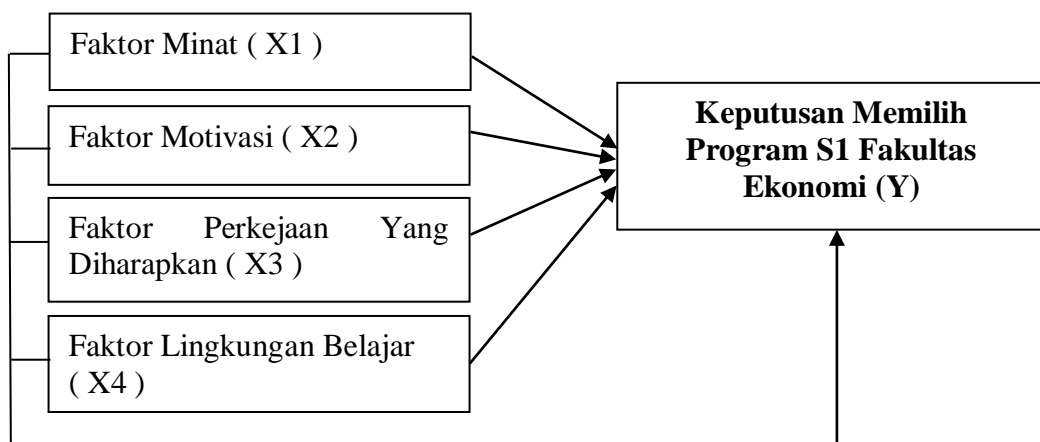 Faktor Minat ( X1 )
Faktor Motivasi ( X2 )
Faktor Perkejaan Yang
Diharapkan ( X3 )
Faktor Lingkungan Belajar
( X4 )
Keputusan Memilih
Program S1 Fakultas
Ekonomi (Y)